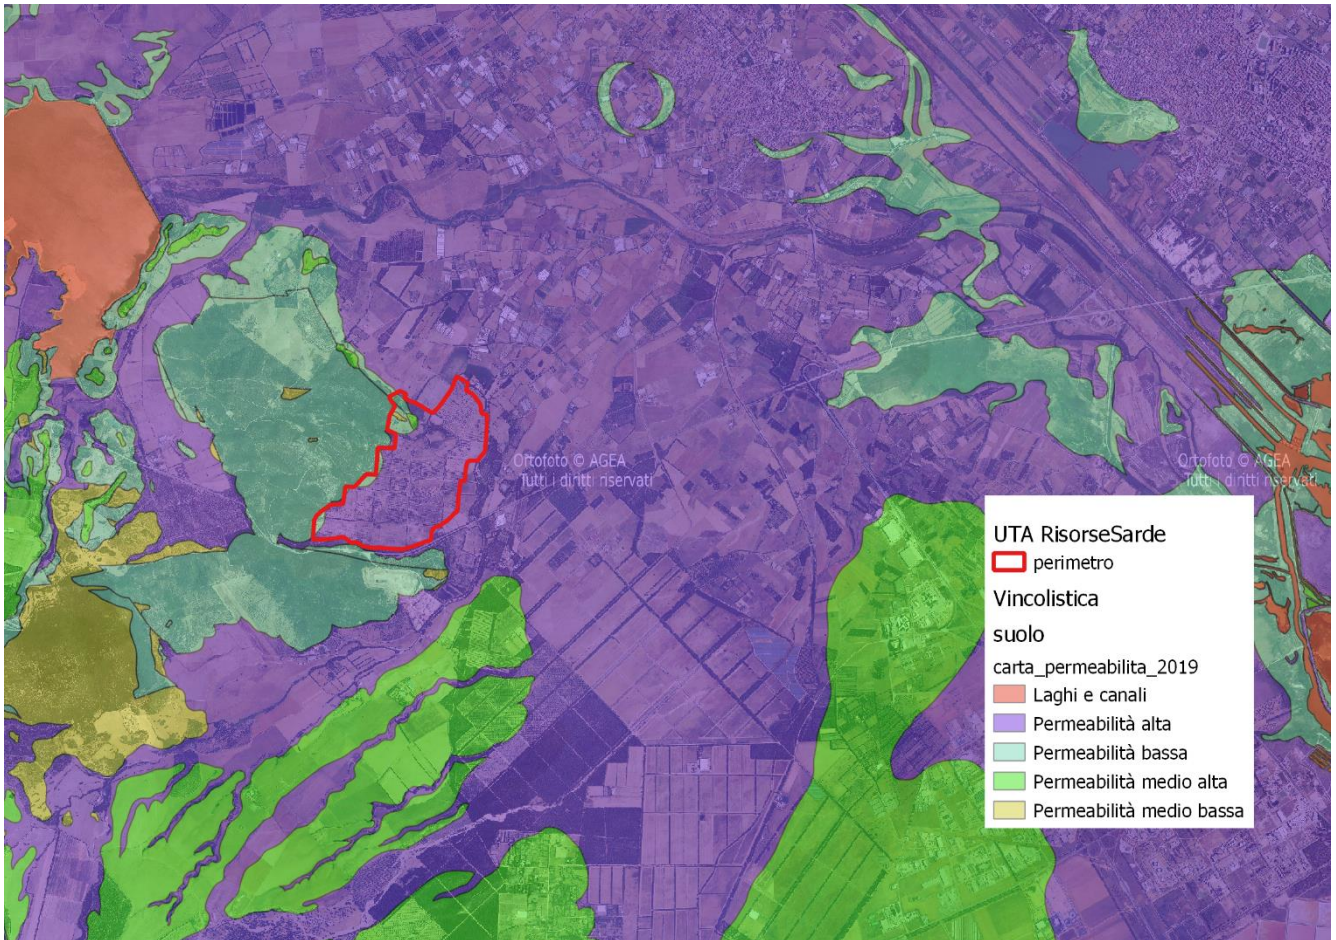 Ortofoto © AGEA
Tutti i diritti riservati
Ortofoto © AGEA
Tutti i diritti riservati
UTA RisorseSarde
perimetro
Vincolistica
suolo
carta_permeabilita_2019
Laghi e canali
Permeabilità alta
Permeabilità bassa
Permeabilità medio alta
Permeabilità medio bassa